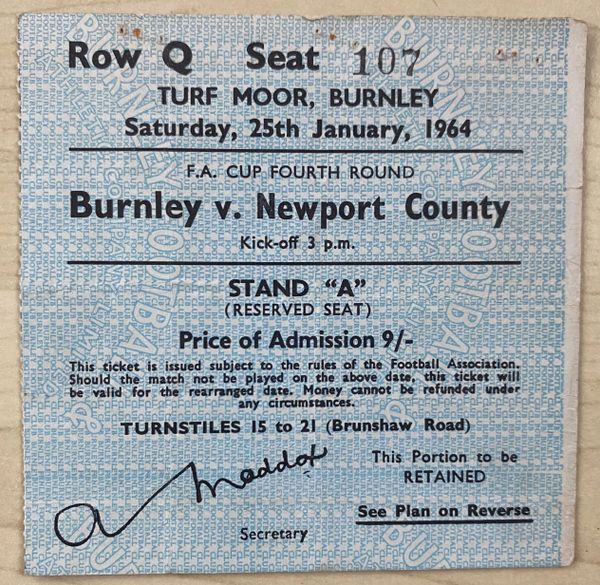 Row Q Seat 107
TURF MOOR, BURNLEY
Saturday, 25th January, 1964
F.A. CUP FOURTH ROUND
Burnley v. Newport County
Kick-off 3 p.m.
STAND "A"
(RESERVED SEAT)
Price of Admission 9/-
This ticket is issued subject to the rules of the Football Association.
Should the match not be played on the above date, this ticket will
be valid for the rearranged date. Money cannot be refunded under
any circumstances.
TURNSTILES 15 to 21 (Brunshaw Road)
This Portion to be
RETAINED
a Maddox
See Plan on Reverse
Secretary